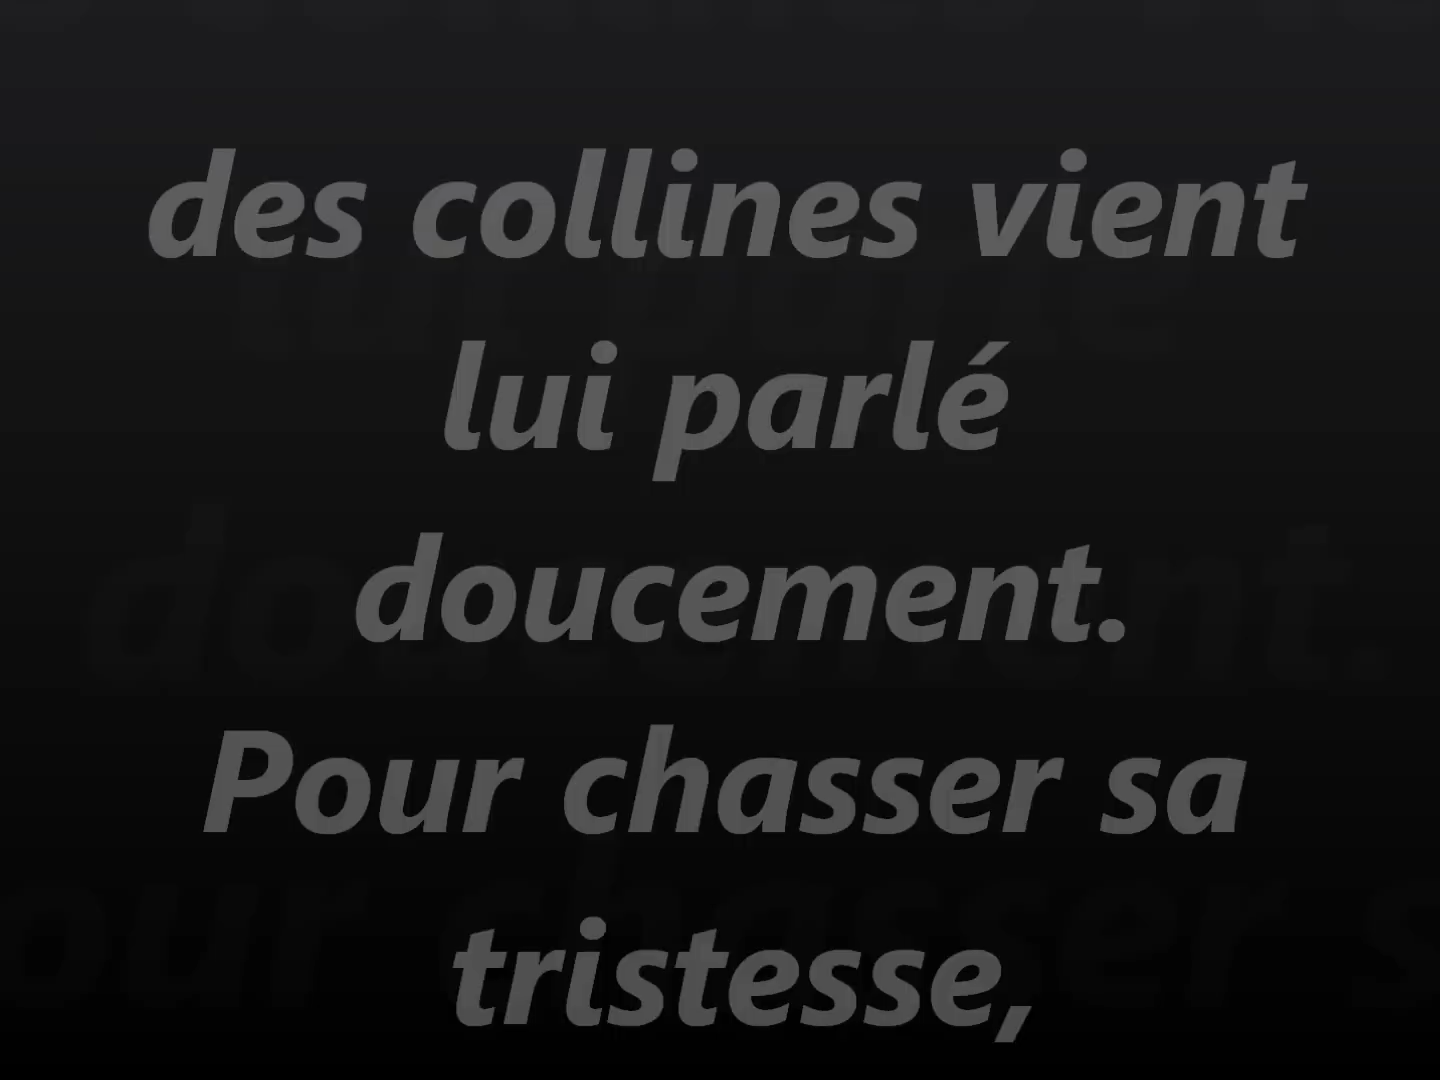 des collines vient
lui parlé
doucement.
Pour chasser sa
tristesse,